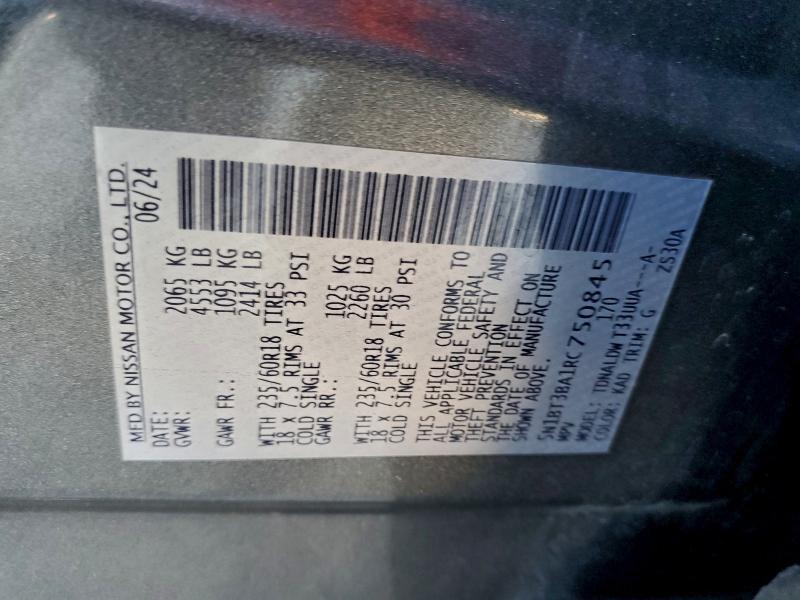 MFD BY NISSAN MOTOR CO., LTD.
DATE: 06/24
GVWR: 2065 KG
4553 LB
GAWR FR.: 1095 KG
2414 LB
WITH 235/60R18 TIRES
18 X 7.5 RIMS AT 33 PSI
COLD SINGLE
GAWR RR.: 1025 KG
2260 LB
WITH 235/60R18 TIRES
18 X 7.5 RIMS AT 30 PSI
COLD SINGLE
THIS VEHICLE CONFORMS TO
ALL APPLICABLE FEDERAL
MOTOR VEHICLE SAFETY AND
THEFT PREVENTION
STANDARDS IN EFFECT ON
THE DATE OF MANUFACTURE
SHOWN ABOVE.
5N1BT3BA1RC750845
MPV 170
MODEL: TDNALDWT33UUA---A-
COLOR: KAD TRIM: G ZS30A